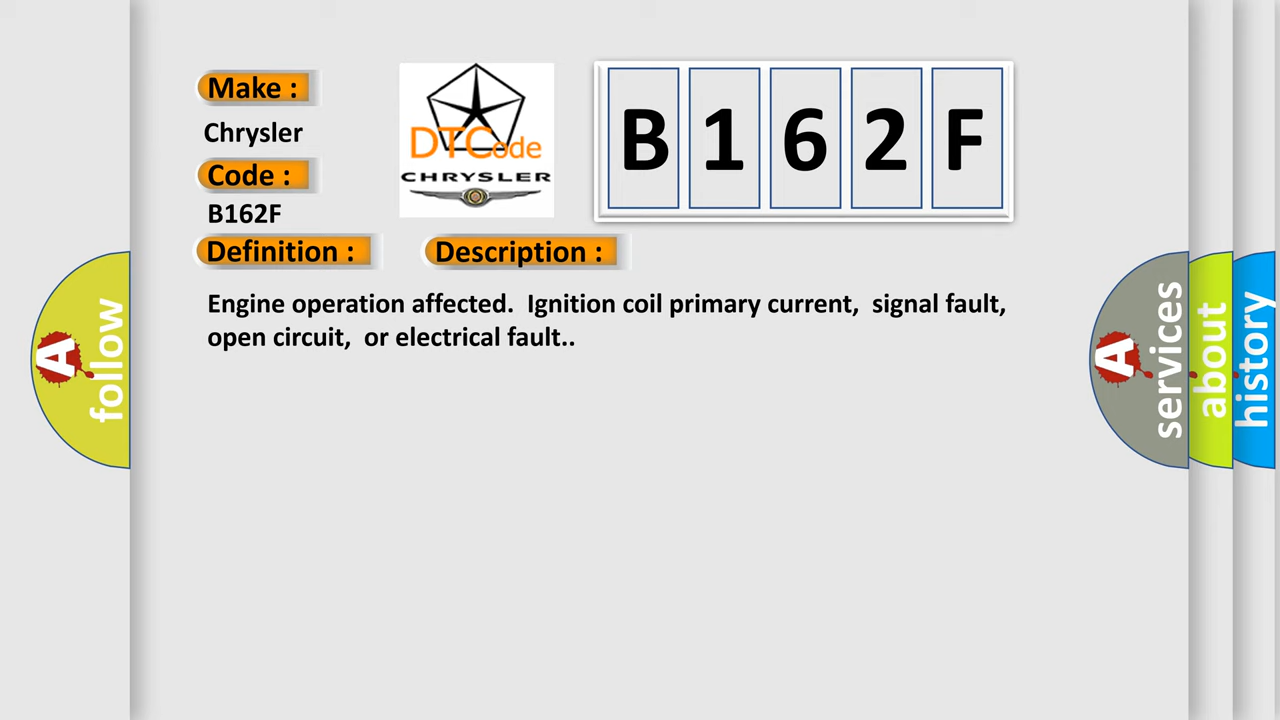 Make :
Chrysler
Code :
B162F
Definition :
Description :
Engine operation affected. Ignition coil primary current, signal fault,
open circuit, or electrical fault..
DTCode
CHRYSLER
B 1 6 2 F
A follow
A services
about
history